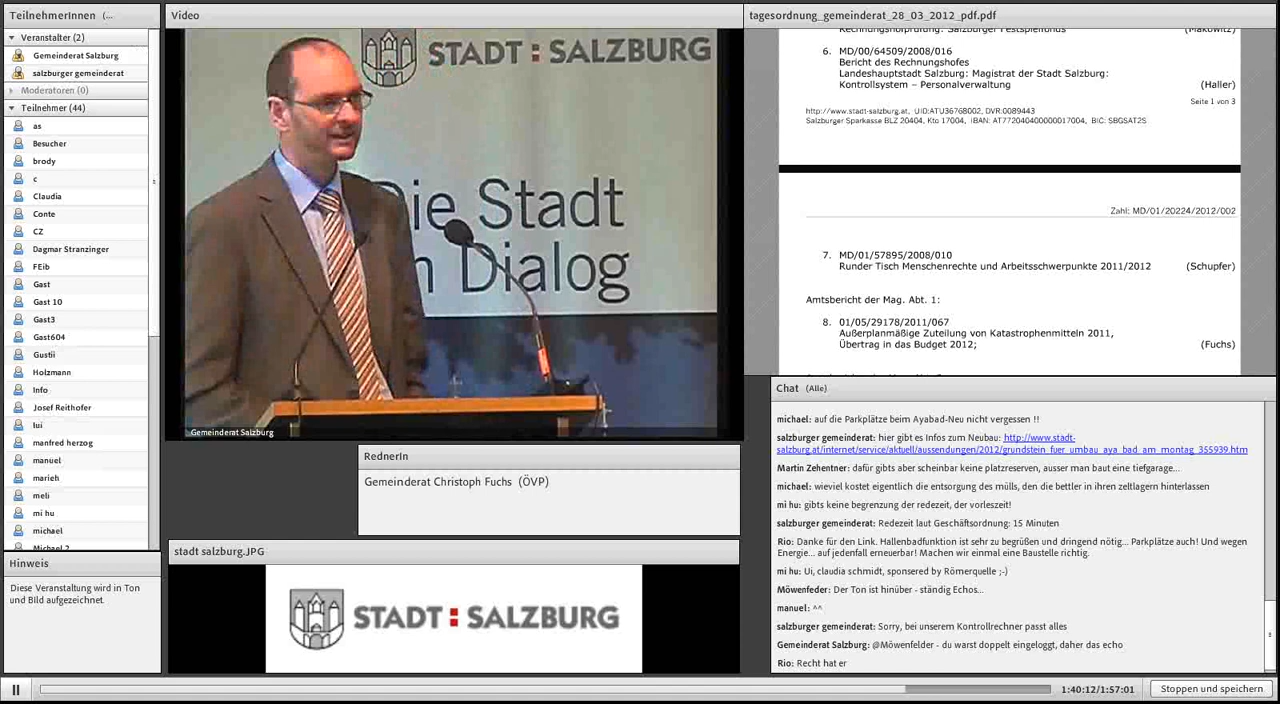 TeilnehmerInnen (...
Veranstalter (2)
Gemeinderat Salzburg
salzburger gemeinderat
Moderatoren (0)
Teilnehmer (44)
as
Besucher
brody
c
Claudia
Conte
CZ
Dagmar Stranzinger
FEib
Gast
Gast 10
Gast3
Gast604
Gustii
Holzmann
Info
Josef Reithofer
lui
manfred herzog
manuel
marieh
meli
mi hu
michael
Michael 2
Hinweis
Diese Veranstaltung wird in Ton
und Bild aufgezeichnet.
Video
STADT : SALZBURG
Die Stadt
n Dialog
Gemeinderat Salzburg
RednerIn
Gemeinderat Christoph Fuchs (ÖVP)
stadt salzburg.JPG
STADT : SALZBURG
tagesordnung_gemeinderat_28_03_2012_pdf.pdf
Rechnungshofprüfung: Salzburger Festspielfonds (Makowitz)
6. MD/00/64509/2008/016
Bericht des Rechnungshofes
Landeshauptstadt Salzburg: Magistrat der Stadt Salzburg:
Kontrollsystem – Personalverwaltung (Haller)
Seite 1 von 3
http://www.stadt-salzburg.at, UID:ATU36768002, DVR:0089443
Salzburger Sparkasse BLZ 20404, Kto 17004, IBAN: AT772040400000017004, BIC: SBGSAT2S
Zahl: MD/01/20224/2012/002
7. MD/01/57895/2008/010
Runder Tisch Menschenrechte und Arbeitsschwerpunkte 2011/2012 (Schupfer)
Amtsbericht der Mag. Abt. 1:
8. 01/05/29178/2011/067
Außerplanmäßige Zuteilung von Katastrophenmitteln 2011,
Übertrag in das Budget 2012; (Fuchs)
Chat (Alle)
michael: auf die Parkplätze beim Ayabad-Neu nicht vergessen !!
salzburger gemeinderat: hier gibt es Infos zum Neubau: http://www.stadt-
salzburg.at/internet/service/aktuell/aussendungen/2012/grundstein_fuer_umbau_aya_bad_am_montag_355939.htm
Martin Zehentner: dafür gibts aber scheinbar keine platzreserven, ausser man baut eine tiefgarage...
michael: wieviel kostet eigentlich die entsorgung des mülls, den die bettler in ihren zeltlagern hinterlassen
mi hu: gibts keine begrenzung der redezeit, der vorleszeit!
salzburger gemeinderat: Redezeit laut Geschäftsordnung: 15 Minuten
Rio: Danke für den Link. Hallenbadfunktion ist sehr zu begrüßen und dringend nötig... Parkplätze auch! Und wegen
Energie... auf jedenfall erneuerbar! Machen wir einmal eine Baustelle richtig.
mi hu: Ui, claudia schmidt, sponsered by Römerquelle ;-)
Möwenfeder: Der Ton ist hinüber - ständig Echos...
manuel: ^^
salzburger gemeinderat: Sorry, bei unserem Kontrollrechner passt alles
Gemeinderat Salzburg: @Möwenfelder - du warst doppelt eingeloggt, daher das echo
Rio: Recht hat er
1:40:12/1:57:01
Stoppen und speichern